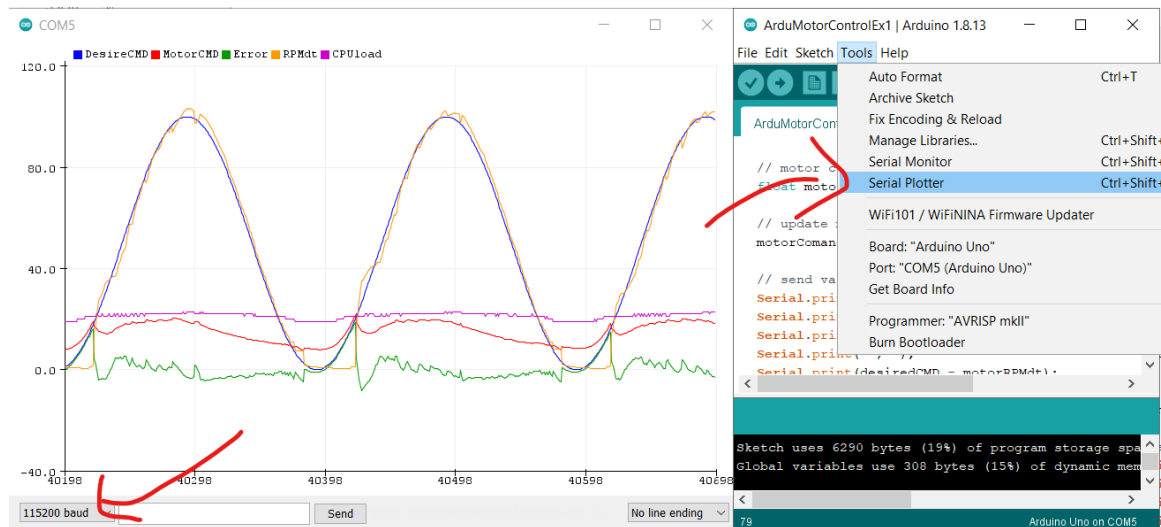 COM5
DesireCMD MotorCMD Error RPMdt CPUload
120.0
80.0
40.0
0.0
-40.0
40198 40298 40398 40498 40598 40698
115200 baud Send No line ending
ArduMotorControlEx1 | Arduino 1.8.13
File Edit Sketch Tools Help
ArduMotorCon
// motor c
float moto
// update
motorComan
// send va
Serial.pri
Serial.pri
Serial.pri
Serial.print
Serial.print(desiredCMD - motorRPMdt);
Auto Format Ctrl+T
Archive Sketch
Fix Encoding & Reload
Manage Libraries... Ctrl+Shift+
Serial Monitor Ctrl+Shift+
Serial Plotter Ctrl+Shift+
WiFi101 / WiFiNINA Firmware Updater
Board: "Arduino Uno"
Port: "COM5 (Arduino Uno)"
Get Board Info
Programmer: "AVRISP mkII"
Burn Bootloader
Sketch uses 6290 bytes (19%) of program storage spa
Global variables use 308 bytes (15%) of dynamic mem
79 Arduino Uno on COM5